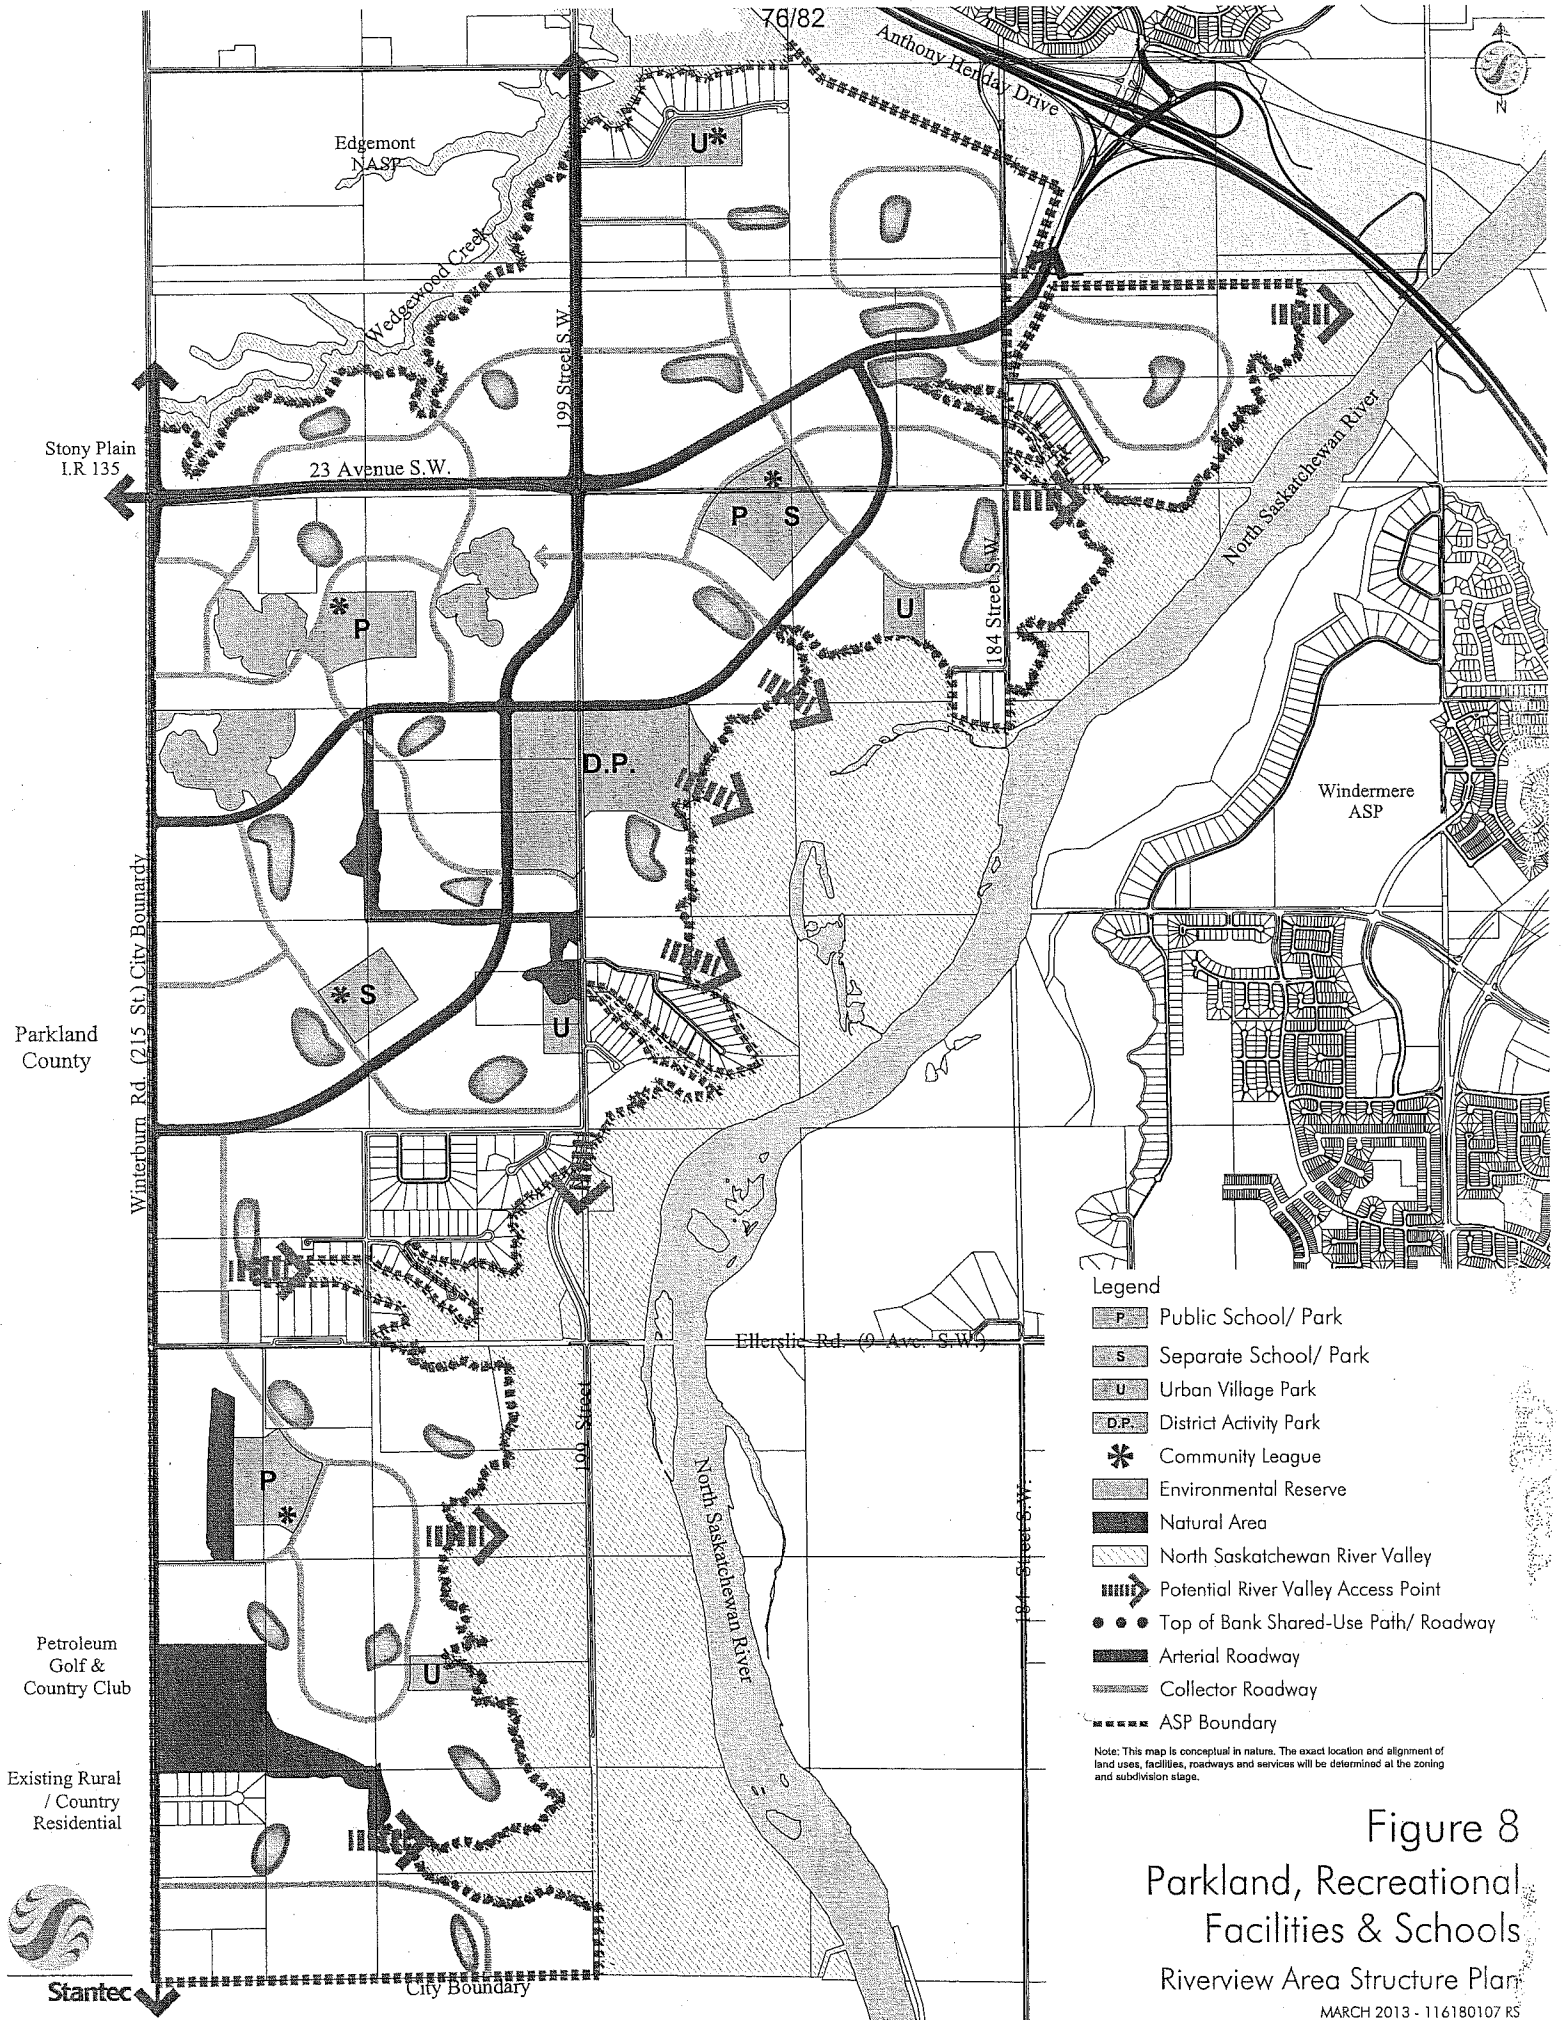 76/82
Anthony Henday Drive
N
Edgemont
NASP
U
Wedgewood Creek
199 Street S.W.
Stony Plain
I.R 135
23 Avenue S.W.
P S
North Saskatchewan River
184 Street S.W.
U
P
D.P.
Windermere
ASP
Winterburn Rd. (215 St.) City Bounardy
S
U
Parkland
County
Ellerslie Rd. (9 Ave. S.W.)
199 Street
P
North Saskatchewan River
184 Street S.W.
Petroleum
Golf &
Country Club
U
Existing Rural
/ Country
Residential
City Boundary
Stantec
Legend
P Public School/ Park
S Separate School/ Park
U Urban Village Park
D.P. District Activity Park
Community League
Environmental Reserve
Natural Area
North Saskatchewan River Valley
Potential River Valley Access Point
Top of Bank Shared-Use Path/ Roadway
Arterial Roadway
Collector Roadway
ASP Boundary
Note: This map is conceptual in nature. The exact location and alignment of
land uses, facilities, roadways and services will be determined at the zoning
and subdivision stage.
Figure 8
Parkland, Recreational
Facilities & Schools
Riverview Area Structure Plan
MARCH 2013 - 116180107 RS